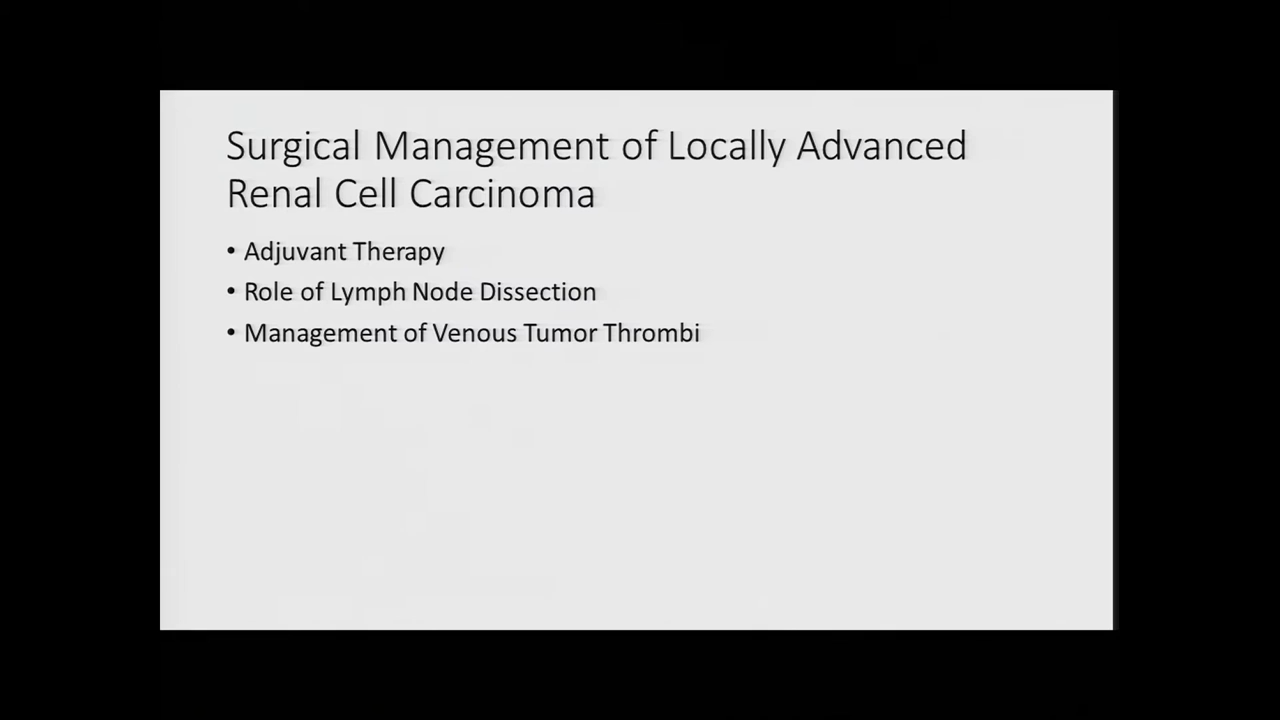 Surgical Management of Locally Advanced
Renal Cell Carcinoma
• Adjuvant Therapy
• Role of Lymph Node Dissection
• Management of Venous Tumor Thrombi